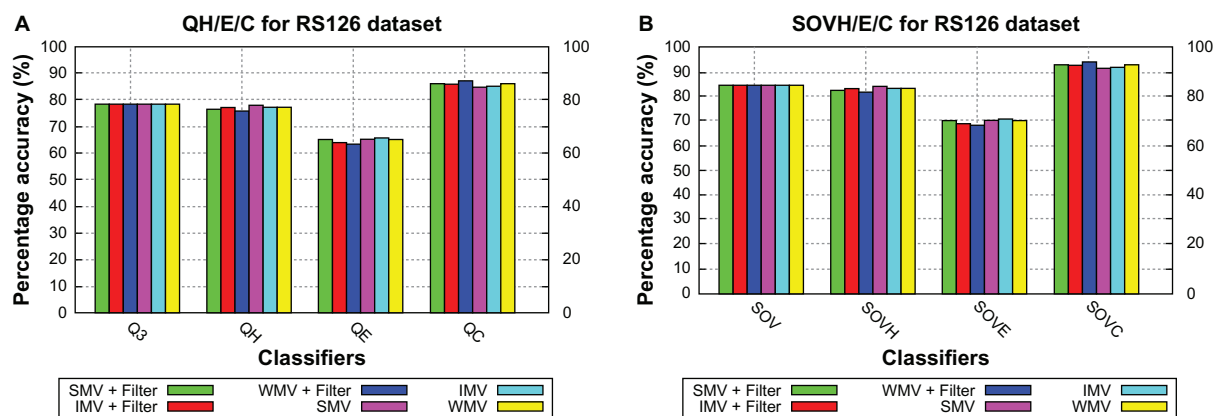 A
QH/E/C for RS126 dataset
Percentage accuracy (%)
100
90
80
70
60
50
40
30
20
10
0
100
80
60
40
20
0
Q3
QH
QE
QC
Classifiers
SMV + Filter
WMV + Filter
IMV
IMV + Filter
SMV
WMV
B
SOVH/E/C for RS126 dataset
Percentage accuracy (%)
100
90
80
70
60
50
40
30
20
10
0
100
80
60
40
20
0
SOV
SOVH
SOVE
SOVC
Classifiers
SMV + Filter
WMV + Filter
IMV
IMV + Filter
SMV
WMV